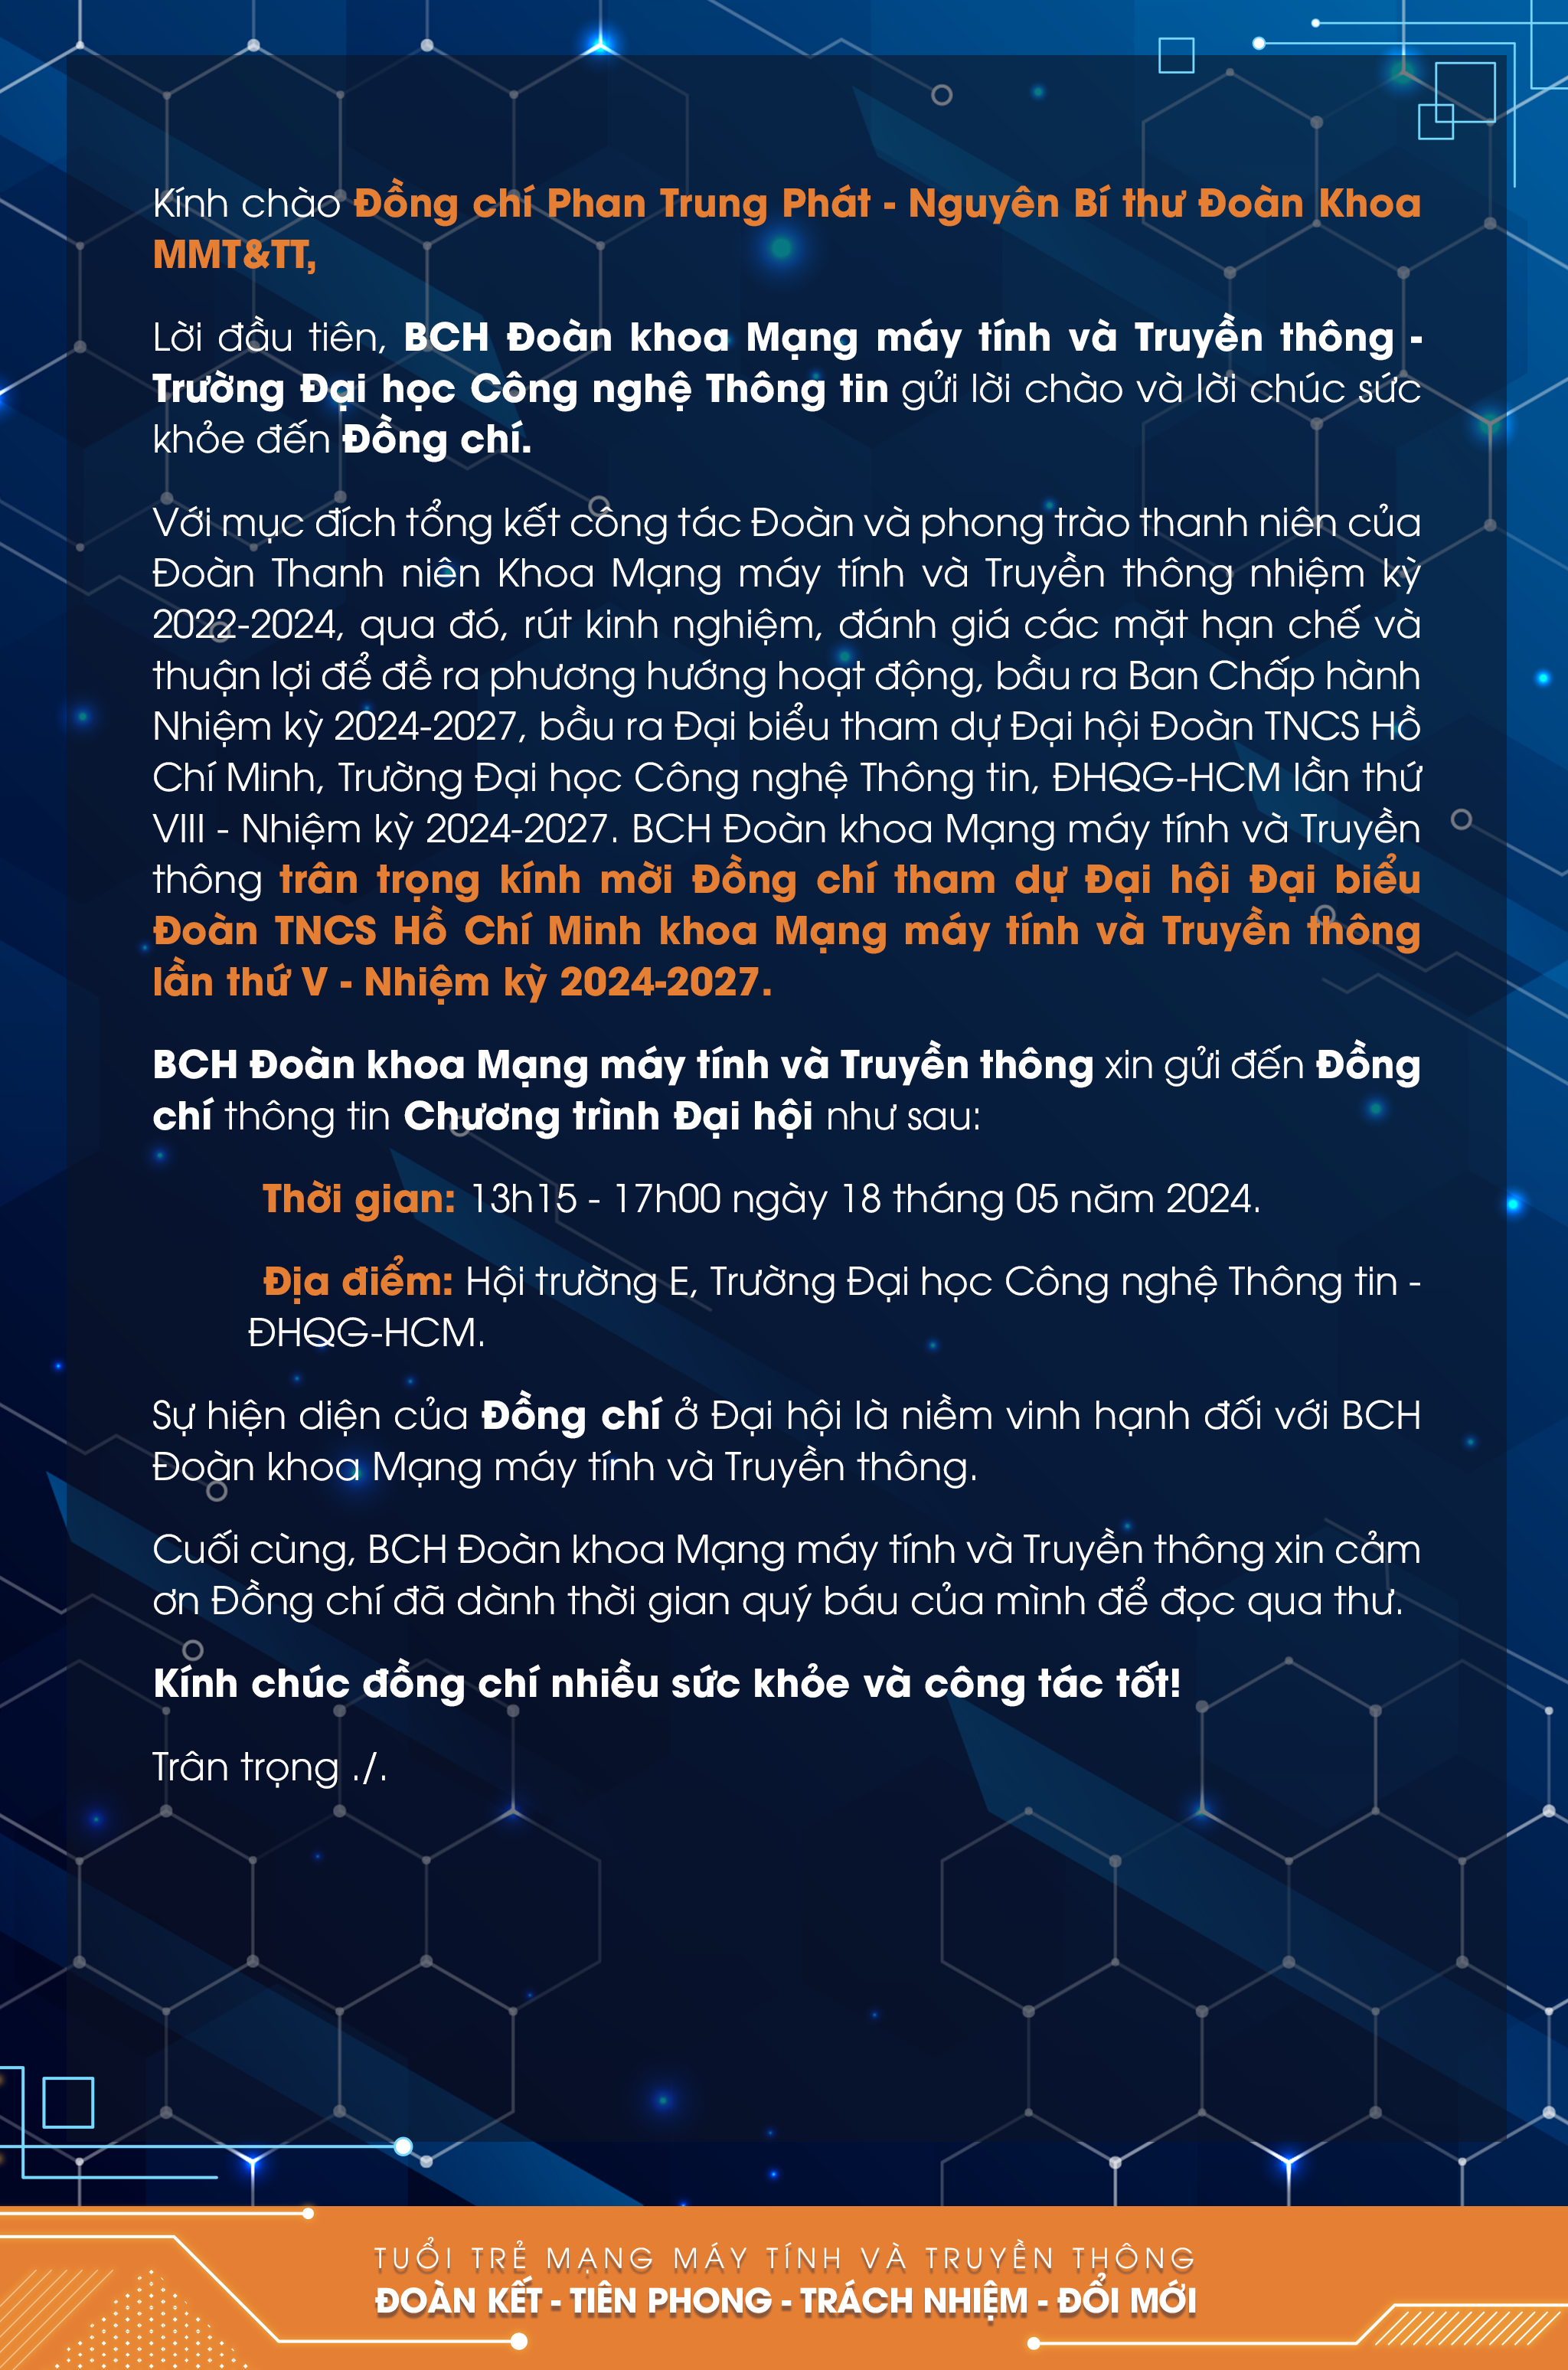 Kính chào Đồng chí Phan Trung Phát - Nguyên Bí thư Đoàn Khoa
MMT&TT,
Lời đầu tiên, BCH Đoàn khoa Mạng máy tính và Truyền thông -
Trường Đại học Công nghệ Thông tin gửi lời chào và lời chúc sức
khỏe đến Đồng chí.
Với mục đích tổng kết công tác Đoàn và phong trào thanh niên của
Đoàn Thanh niên Khoa Mạng máy tính và Truyền thông nhiệm kỳ
2022-2024, qua đó, rút kinh nghiệm, đánh giá các mặt hạn chế và
thuận lợi để đề ra phương hướng hoạt động, bầu ra Ban Chấp hành
Nhiệm kỳ 2024-2027, bầu ra Đại biểu tham dự Đại hội Đoàn TNCS Hồ
Chí Minh, Trường Đại học Công nghệ Thông tin, ĐHQG-HCM lần thứ
VIII - Nhiệm kỳ 2024-2027. BCH Đoàn khoa Mạng máy tính và Truyền
thông trân trọng kính mời Đồng chí tham dự Đại hội Đại biểu
Đoàn TNCS Hồ Chí Minh khoa Mạng máy tính và Truyền thông
lần thứ V - Nhiệm kỳ 2024-2027.
BCH Đoàn khoa Mạng máy tính và Truyền thông xin gửi đến Đồng
chí thông tin Chương trình Đại hội như sau:
Thời gian: 13h15 - 17h00 ngày 18 tháng 05 năm 2024.
Địa điểm: Hội trường E, Trường Đại học Công nghệ Thông tin -
ĐHQG-HCM.
Sự hiện diện của Đồng chí ở Đại hội là niềm vinh hạnh đối với BCH
Đoàn khoa Mạng máy tính và Truyền thông.
Cuối cùng, BCH Đoàn khoa Mạng máy tính và Truyền thông xin cảm
ơn Đồng chí đã dành thời gian quý báu của mình để đọc qua thư.
Kính chúc đồng chí nhiều sức khỏe và công tác tốt!
Trân trọng ./.
TUỔI TRẺ MẠNG MÁY TÍNH VÀ TRUYỀN THÔNG
ĐOÀN KẾT - TIÊN PHONG - TRÁCH NHIỆM - ĐỔI MỚI